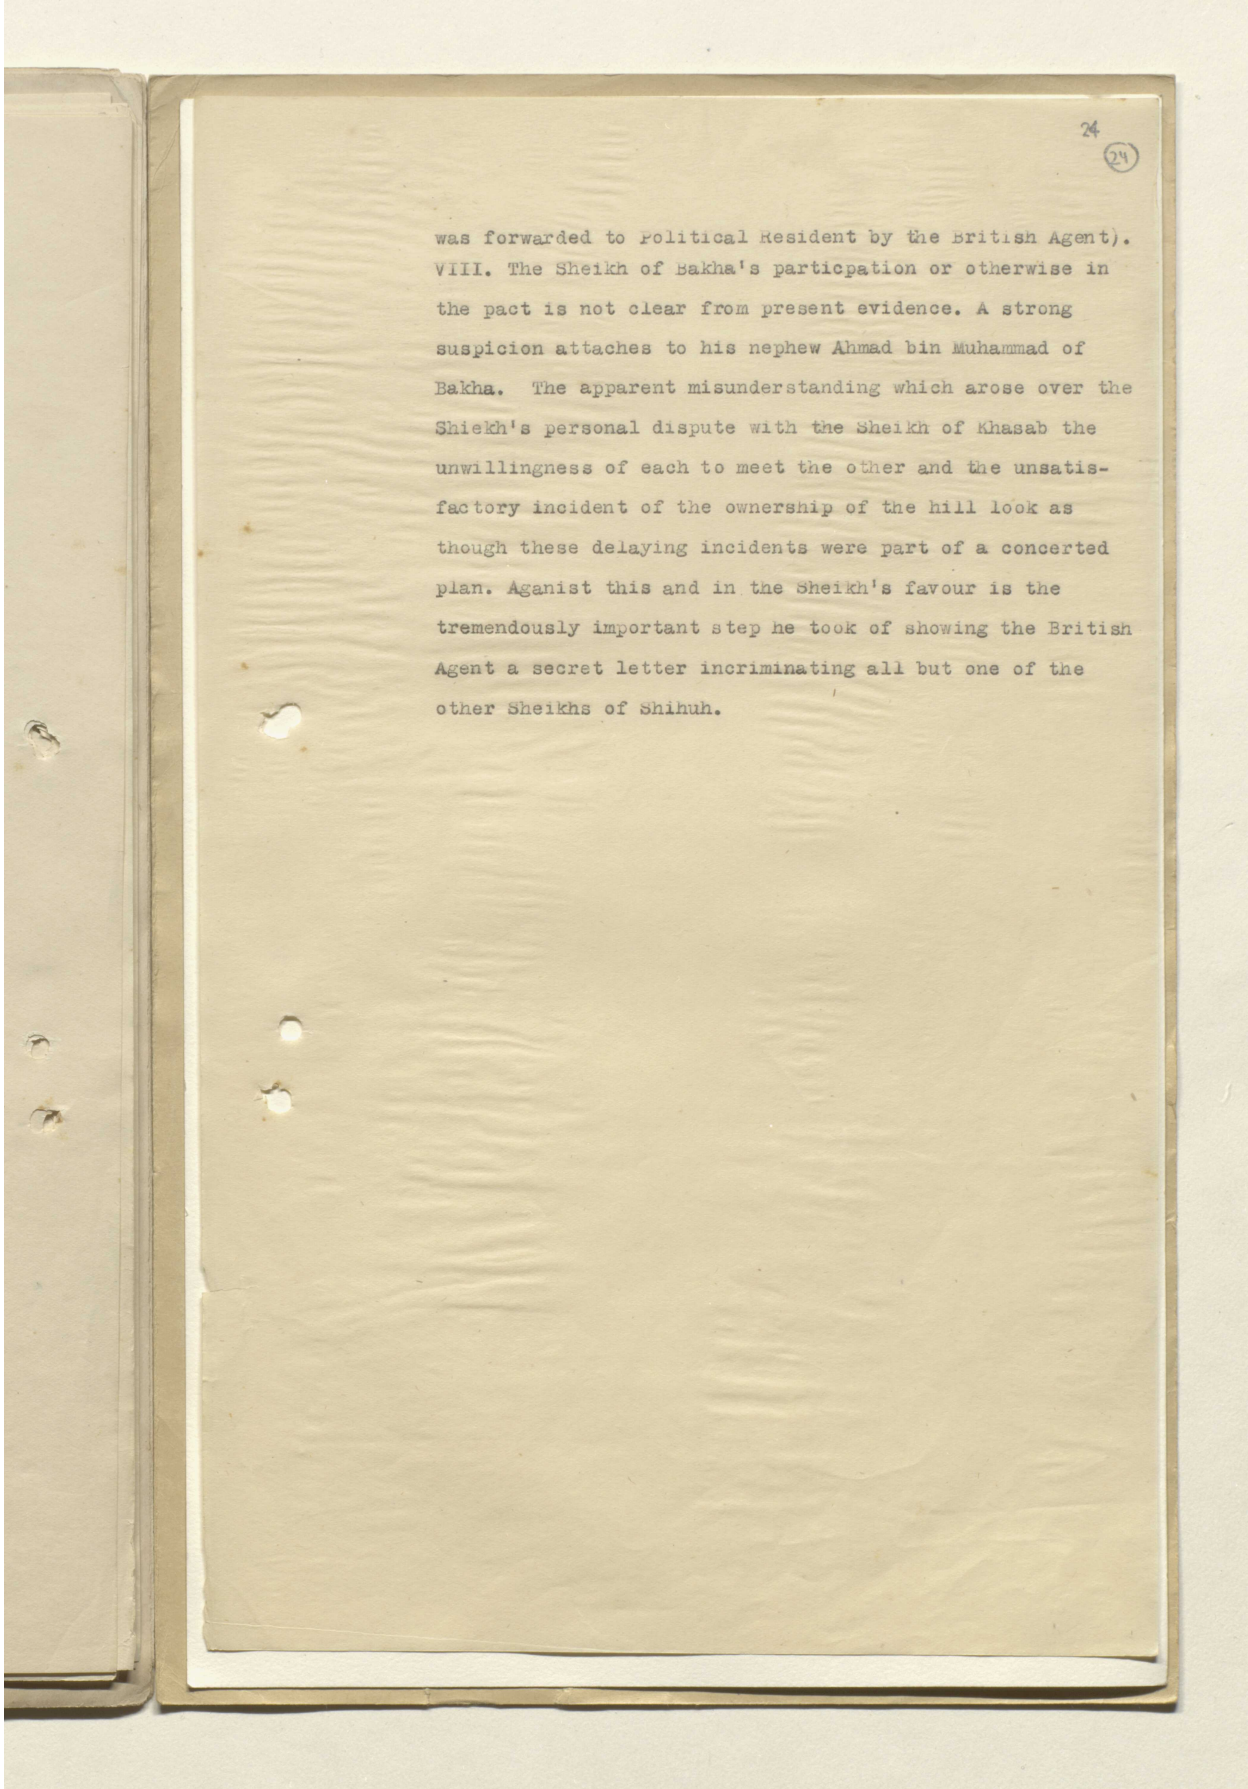 24
24
was forwarded to Political Resident by the British Agent).
VIII. The Sheikh of Bakha's particpation or otherwise in
the pact is not clear from present evidence. A strong
suspicion attaches to his nephew Ahmad bin Muhammad of
Bakha. The apparent misunderstanding which arose over the
Shiekh's personal dispute with the Sheikh of Khasab the
unwillingness of each to meet the other and the unsatis-
factory incident of the ownership of the hill look as
though these delaying incidents were part of a concerted
plan. Aganist this and in the Sheikh's favour is the
tremendously important step he took of showing the British
Agent a secret letter incriminating all but one of the
other Sheikhs of Shihuh.